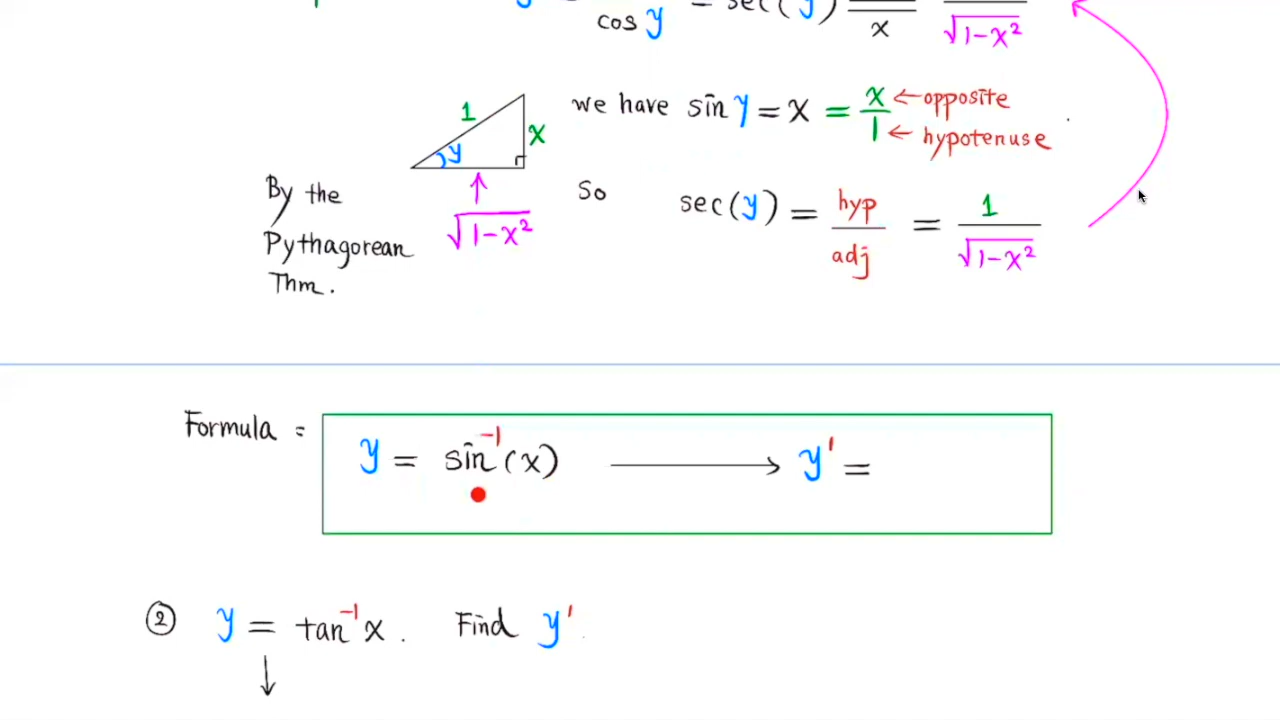 cos y = sec(y) x √1-x²
1 we have sin y = x = x/1 ← opposite
y x ← hypotenuse
By the So sec(y) = hyp/adj = 1/√1-x²
Pythagorean √1-x²
Thm.
Formula = y = sin⁻¹(x) → y' =
② y = tan⁻¹x. Find y'.